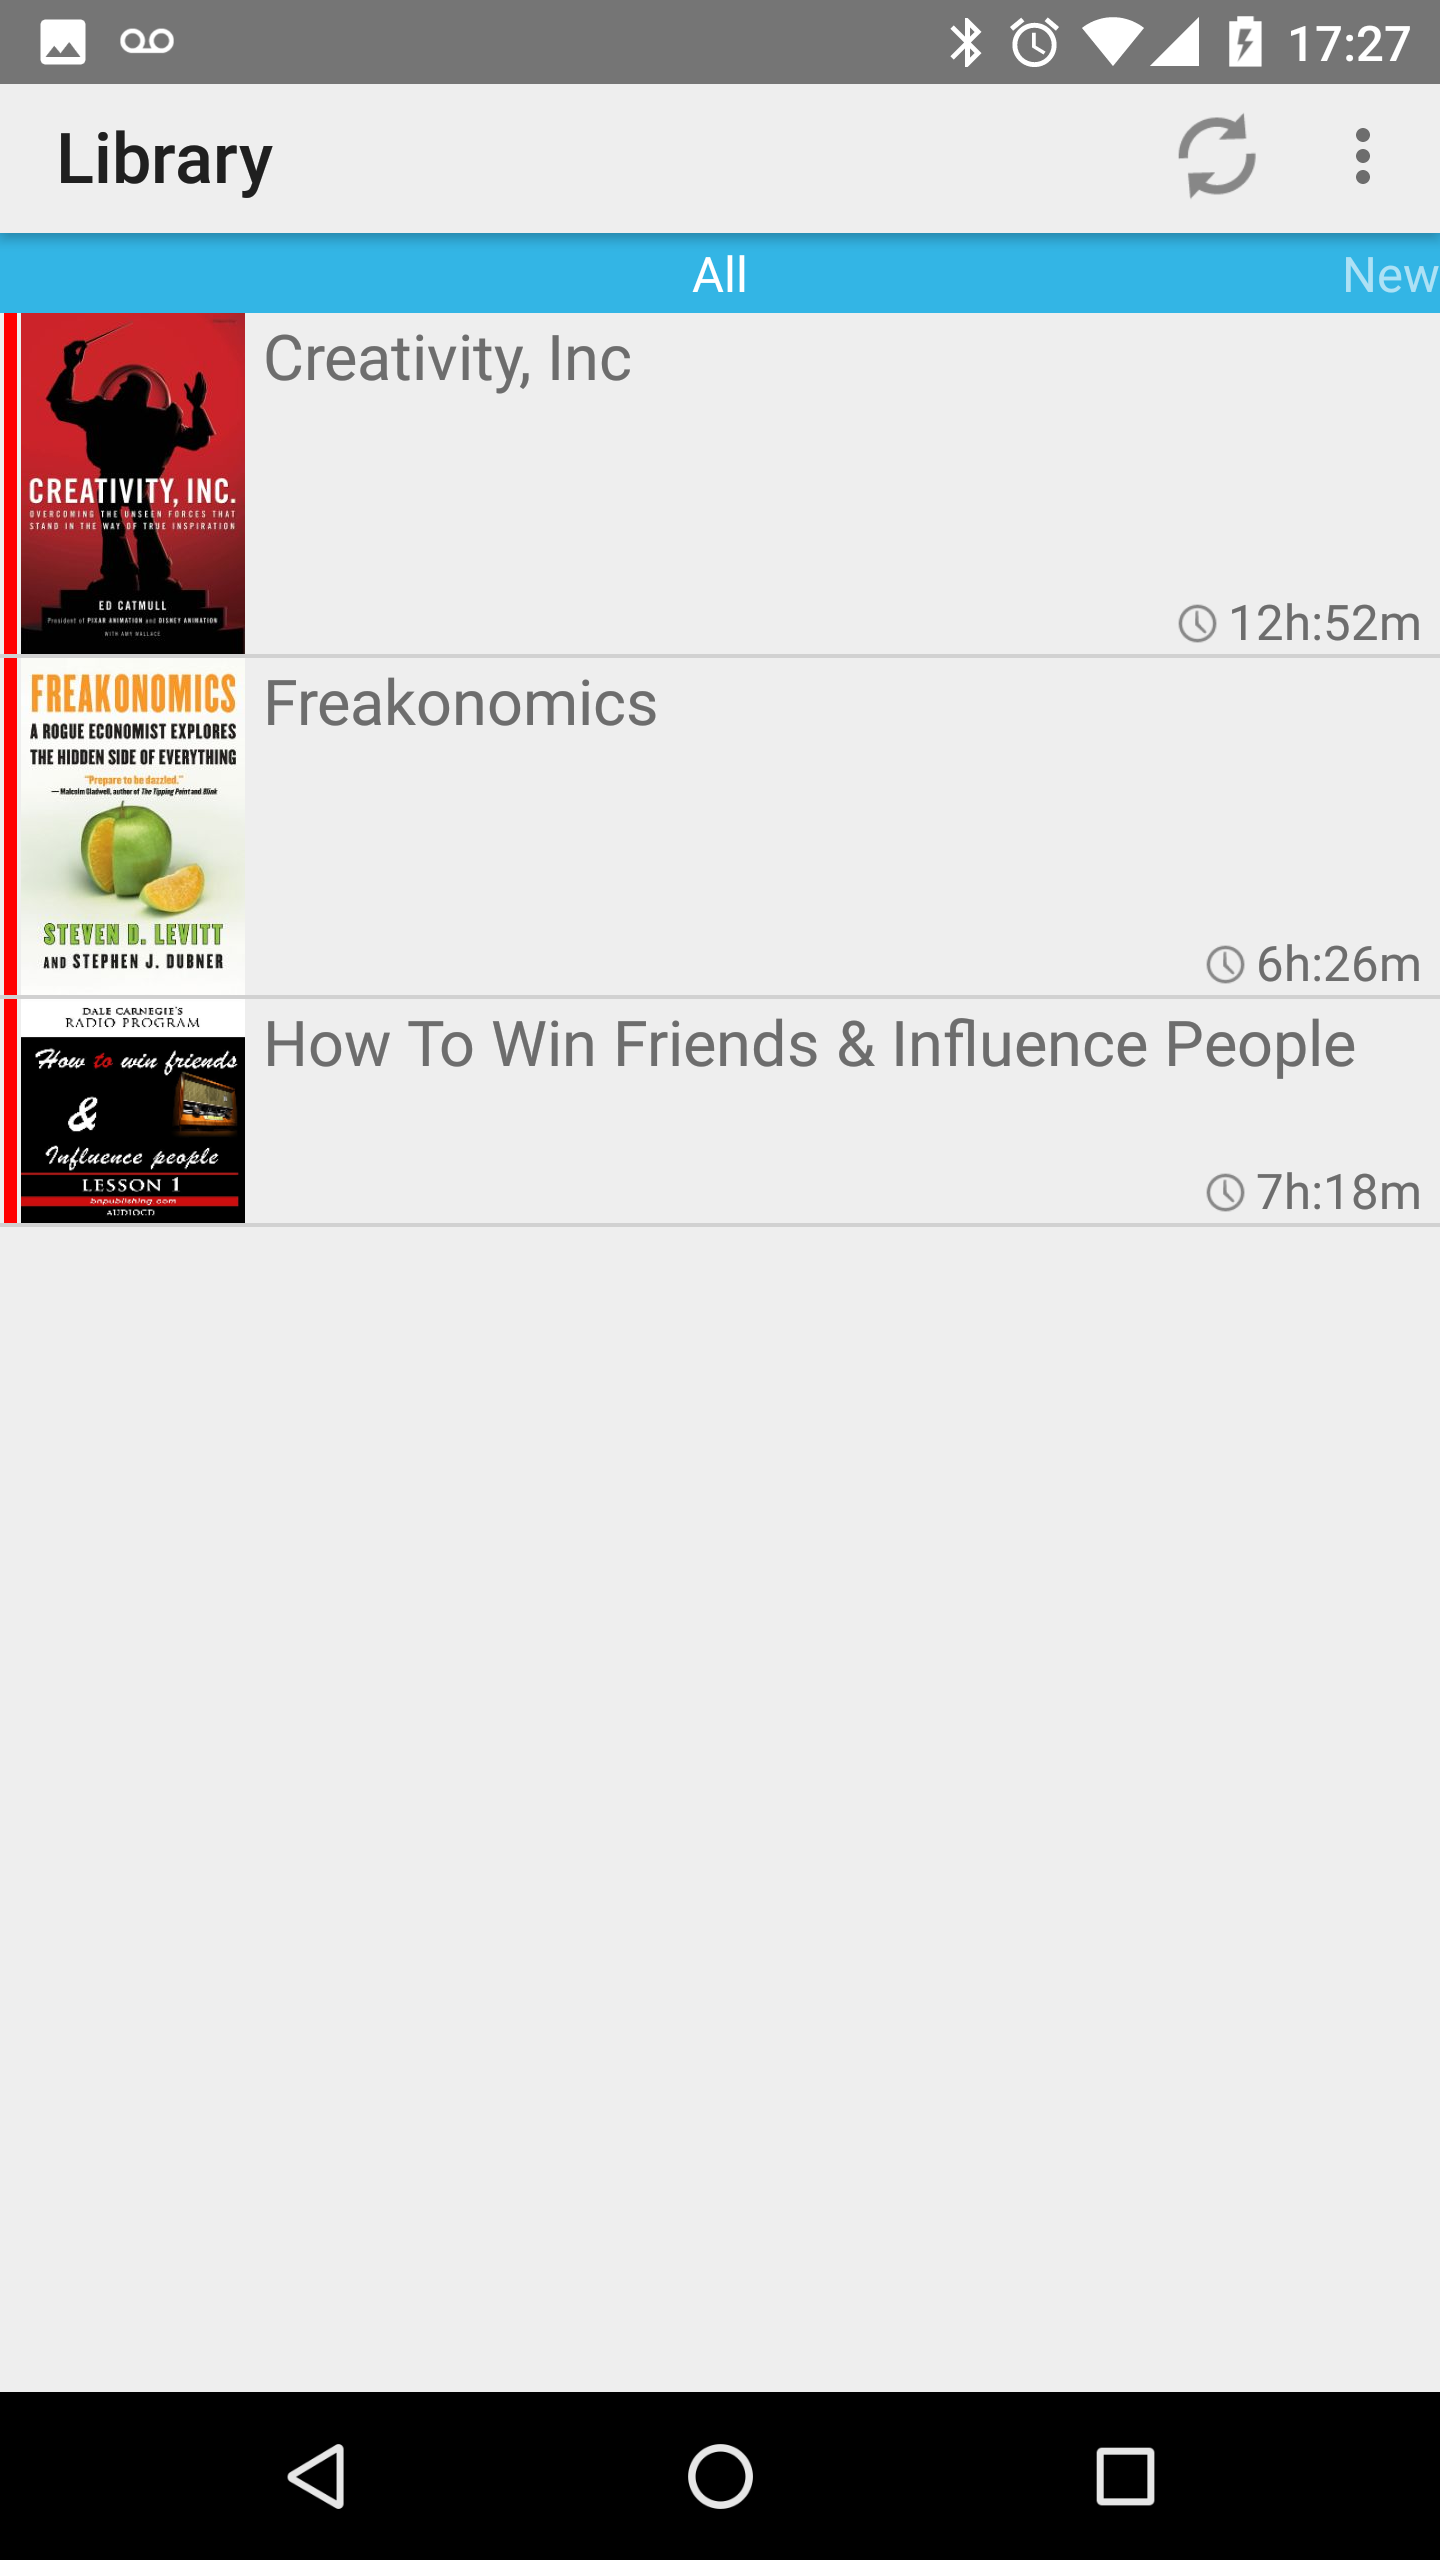 17:27
Library
All
New
Creativity, Inc
CREATIVITY, INC.
OVERCOMING THE UNSEEN FORCES THAT
STAND IN THE WAY OF TRUE INSPIRATION
ED CATMULL
President of PIXAR ANIMATION and DISNEY ANIMATION
WITH AMY WALLACE
12h:52m
FREAKONOMICS
A ROGUE ECONOMIST EXPLORES
THE HIDDEN SIDE OF EVERYTHING
"Prepare to be dazzled."
—Malcolm Gladwell, author of The Tipping Point and Blink
STEVEN D. LEVITT
AND STEPHEN J. DUBNER
Freakonomics
6h:26m
DALE CARNEGIE'S
RADIO PROGRAM
How to win friends
&
Influence people
LESSON 1
bnpublishing.com
AUDIOCD
How To Win Friends & Influence People
7h:18m